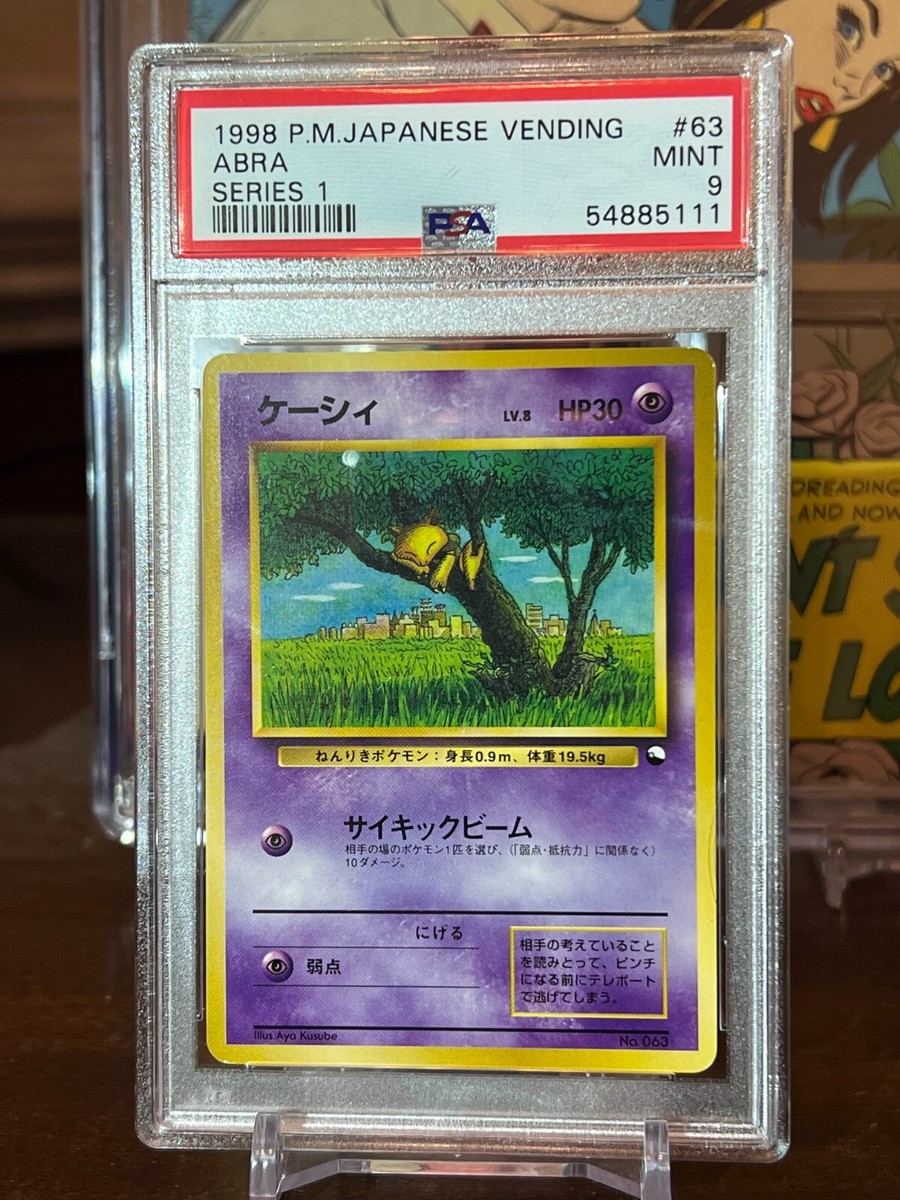 1998 P.M.JAPANESE VENDING #63
ABRA MINT
SERIES 1 9
PSA 54885111
ケーシィ LV.8 HP30
ねんりきポケモン：身長0.9m、体重19.5kg
サイキックビーム
相手の場のポケモン1匹を選び、（「弱点・抵抗力」に関係なく）
10ダメージ。
にげる
弱点
相手の考えていること
を読みとって、ピンチ
になる前にテレポート
で逃げてしまう。
Illus.Aya Kusube No. 063
DREADING
AND NOW